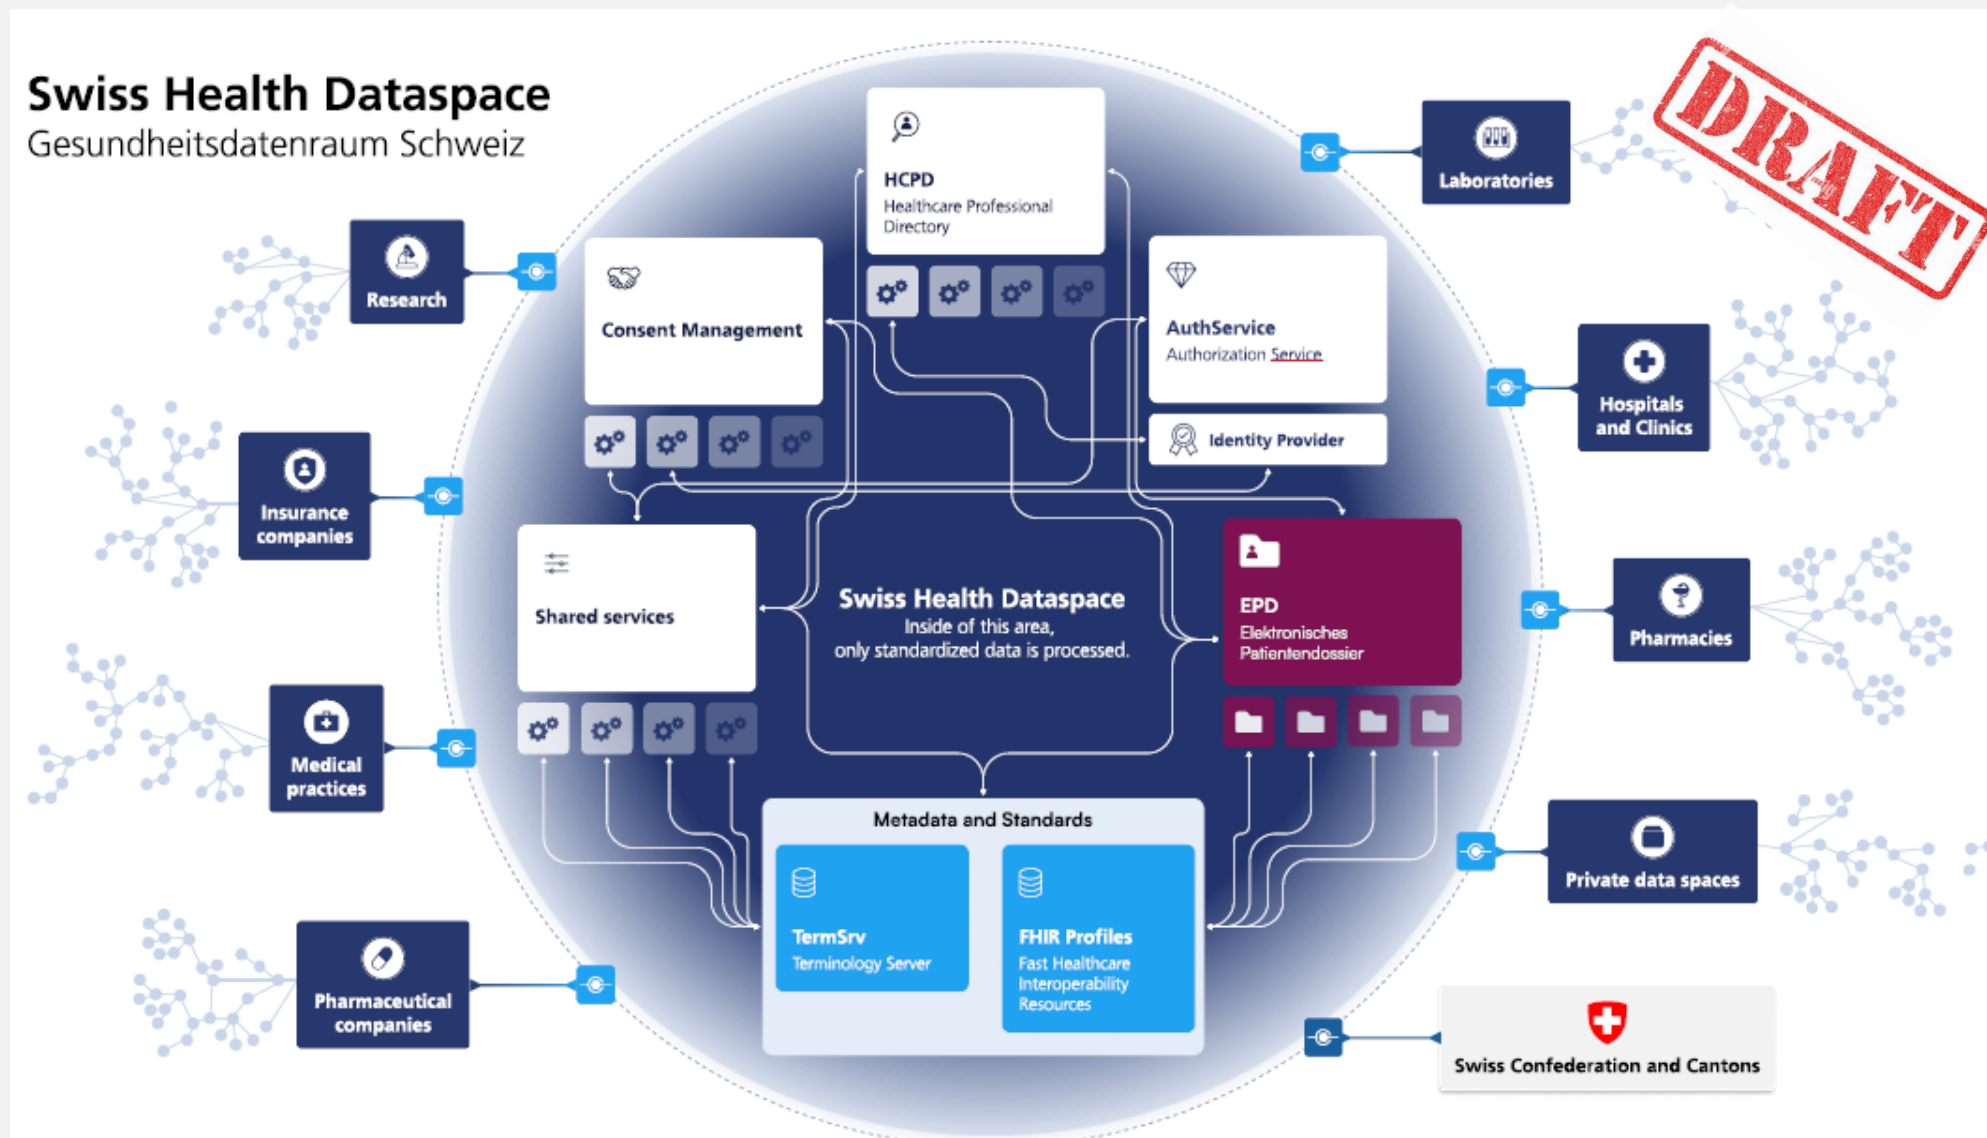 Swiss Health Dataspace
Gesundheitsdatenraum Schweiz
DRAFT
HCPD
Healthcare Professional
Directory
Laboratories
Research
Consent Management
AuthService
Authorization Service
Identity Provider
Hospitals
and Clinics
Insurance
companies
Shared services
Swiss Health Dataspace
Inside of this area,
only standardized data is processed.
EPD
Elektronisches
Patientendossier
Pharmacies
Medical
practices
Metadata and Standards
TermSrv
Terminology Server
FHIR Profiles
Fast Healthcare
Interoperability
Resources
Private data spaces
Pharmaceutical
companies
Swiss Confederation and Cantons